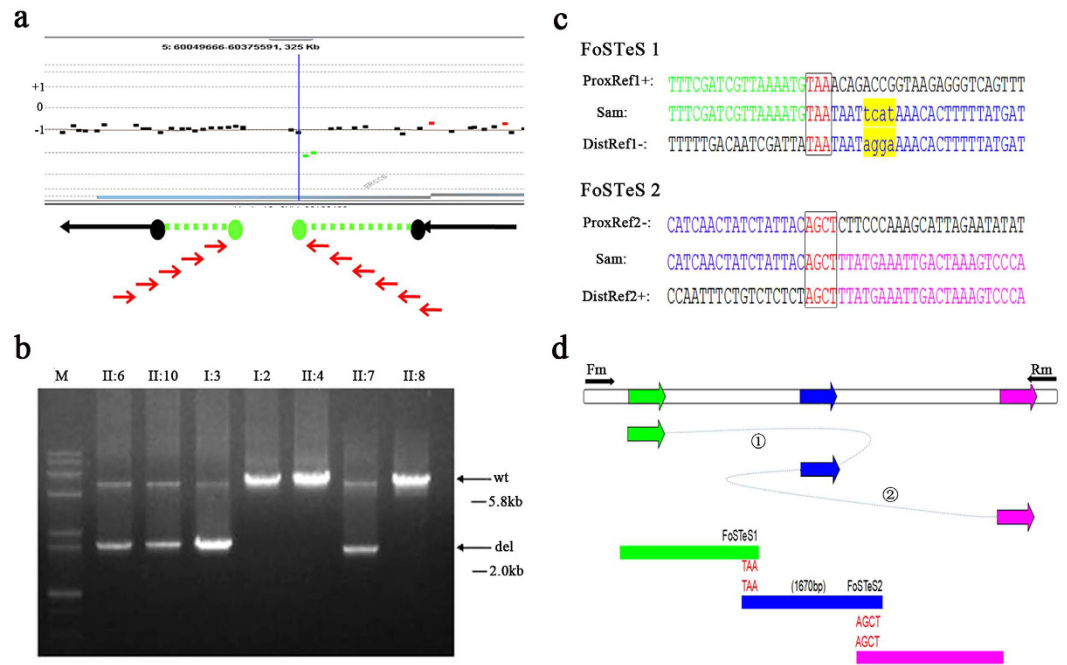 a
5: 60049666-60375591, 325 Kb
+1
0
-1
b
M II:6 II:10 I:3 I:2 II:4 II:7 II:8
wt
5.8kb
del
2.0kb
c
FoSTeS 1
ProxRef1+: TTTCGATCGTTAAAATGTAAACAGACCGGTAAGAGGGTCAGTTT
Sam: TTTCGATCGTTAAAATGTAATAATtcatAAACACTTTTTATGAT
DistRef1-: TTTTTGACAATCGATTATAATAATaggaAAACACTTTTTATGAT
FoSTeS 2
ProxRef2-: CATCAACTATCTATTACAGCTCTTCCCAAAGCATTAGAATATAT
Sam: CATCAACTATCTATTACAGCTTTATGAAATTGACTAAAGTCCCA
DistRef2+: CCAATTTCTGTCTCTCTAGCTTTATGAAATTGACTAAAGTCCCA
d
Fm Rm
①
②
FoSTeS1
TAA
TAA
(1670bp) FoSTeS2
AGCT
AGCT